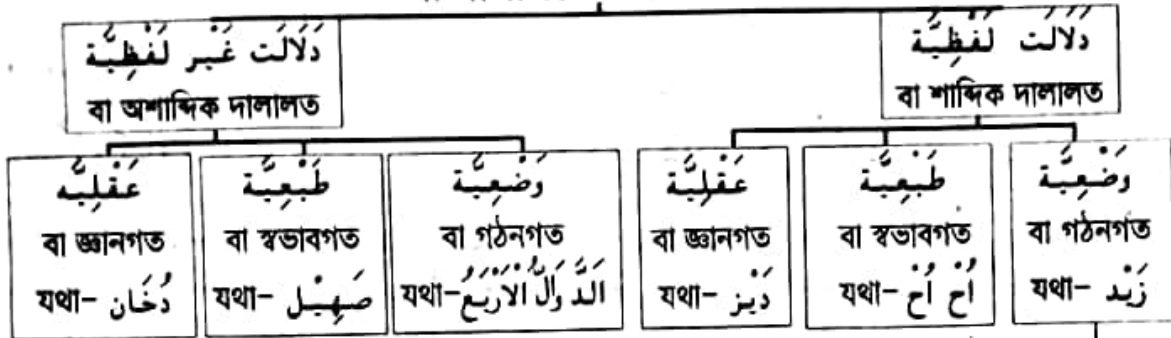 دَلَالَت لَفْظِيَّة
বা শাব্দিক দালালত
دَلَالَت غَيْر لَفْظِيَّة
বা অশাব্দিক দালালত
وَضْعِيَّة
বা গঠনগত
যথা- زَيْد
طَبْعِيَّة
বা স্বভাবগত
যথা- اُحْ اُحْ
عَقْلِيَّة
বা জ্ঞানগত
যথা- دَيْز
وَضْعِيَّة
বা গঠনগত
যথা- اَلدَّوَالُّ الْاَرْبَعُ
طَبْعِيَّة
বা স্বভাবগত
যথা- صَهِيْل
عَقْلِيَّه
বা জ্ঞানগত
যথা- دُخَان